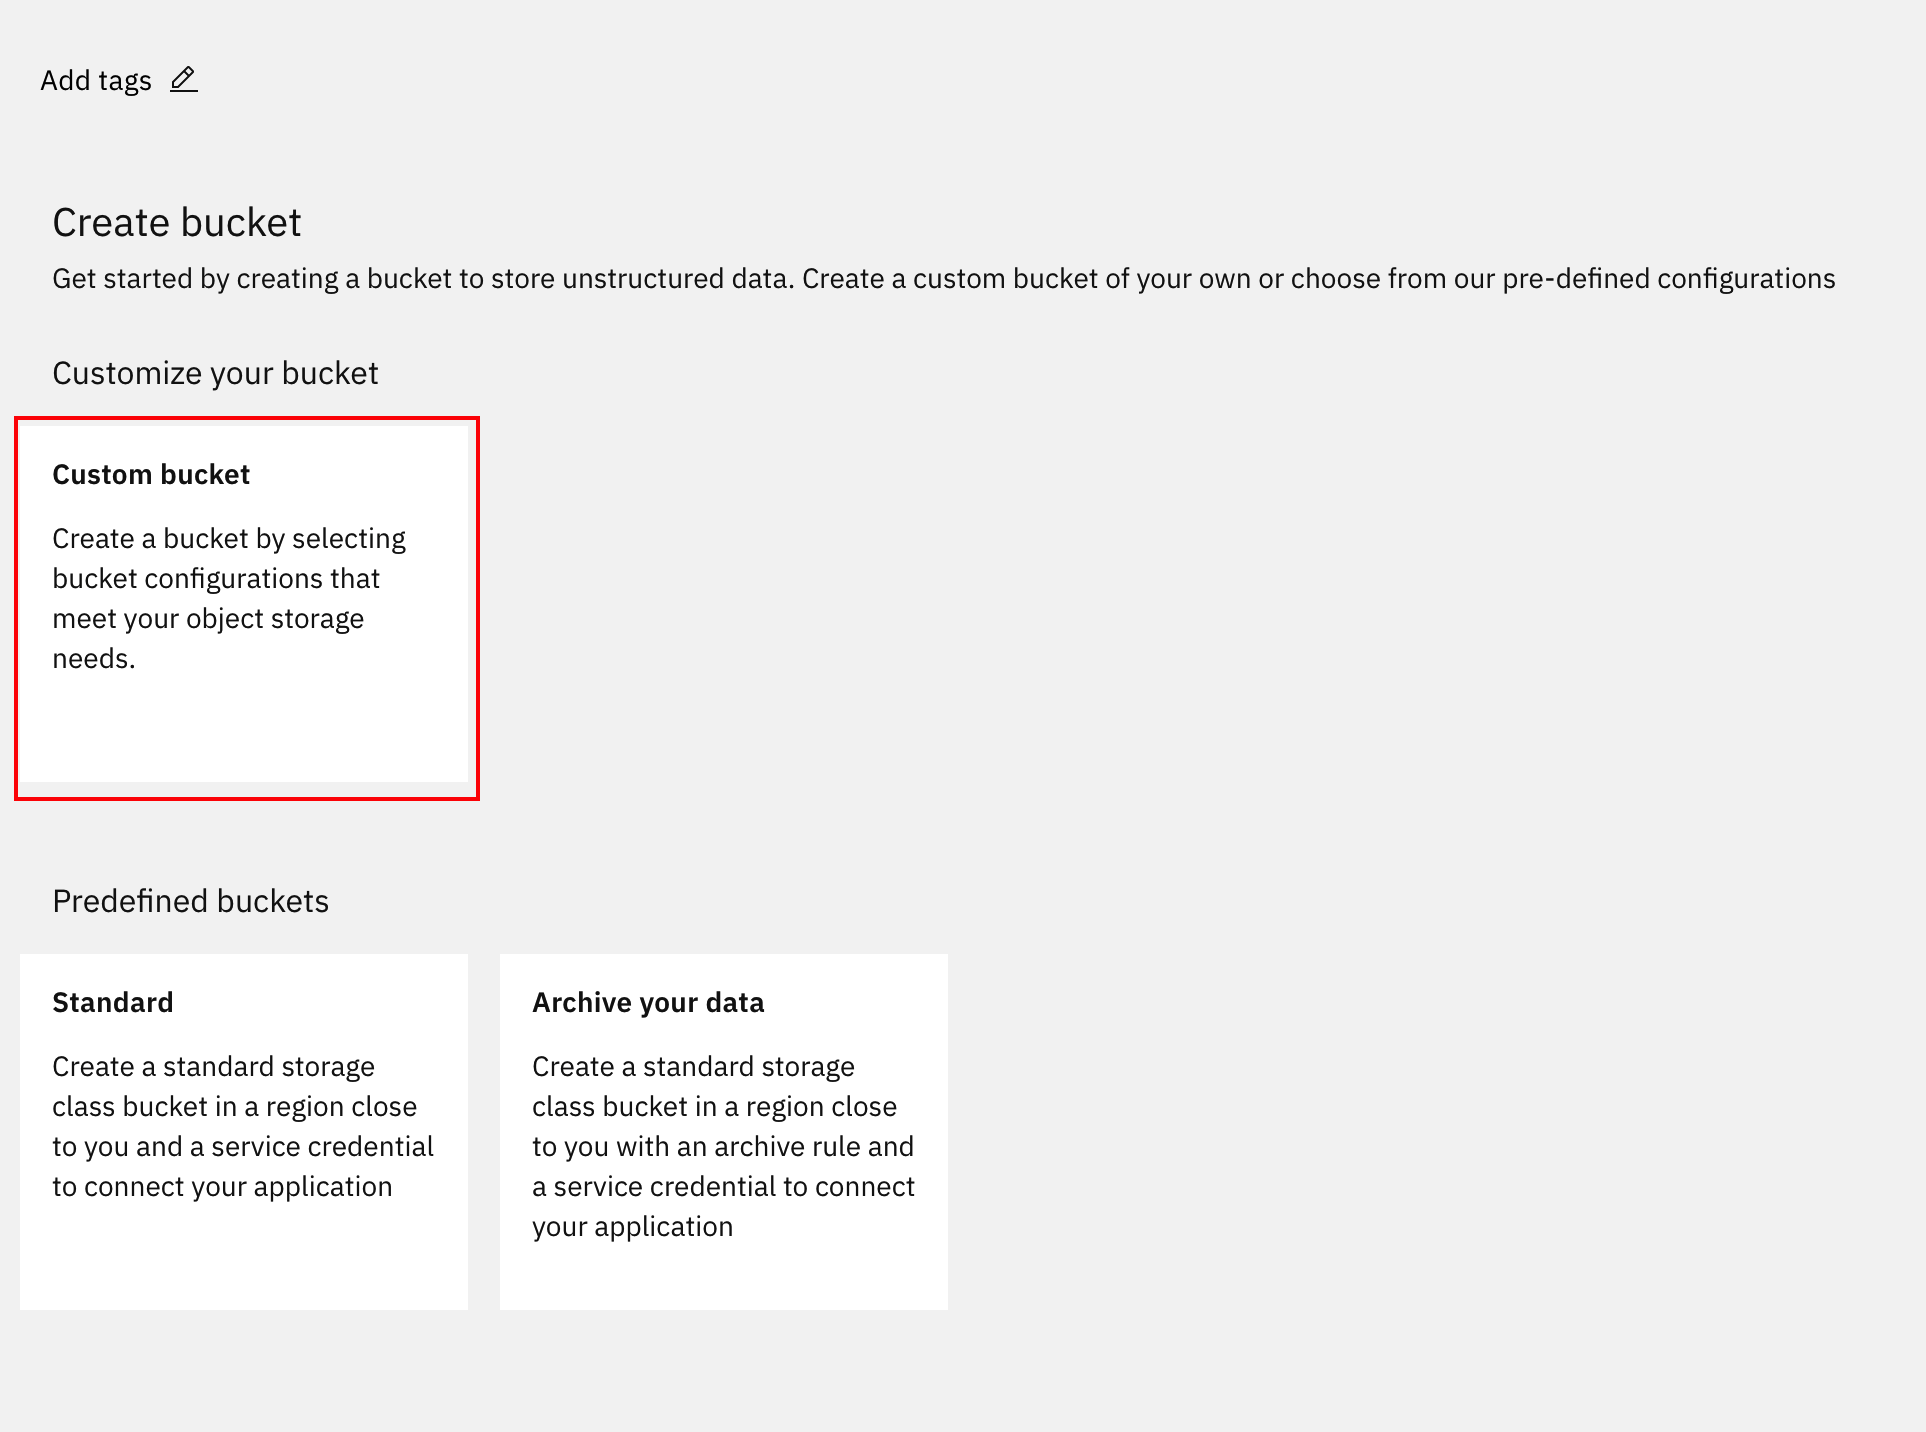 Add tags
Create bucket
Get started by creating a bucket to store unstructured data. Create a custom bucket of your own or choose from our pre-defined configurations
Customize your bucket
Custom bucket
Create a bucket by selecting
bucket configurations that
meet your object storage
needs.
Predefined buckets
Standard
Create a standard storage
class bucket in a region close
to you and a service credential
to connect your application
Archive your data
Create a standard storage
class bucket in a region close
to you with an archive rule and
a service credential to connect
your application